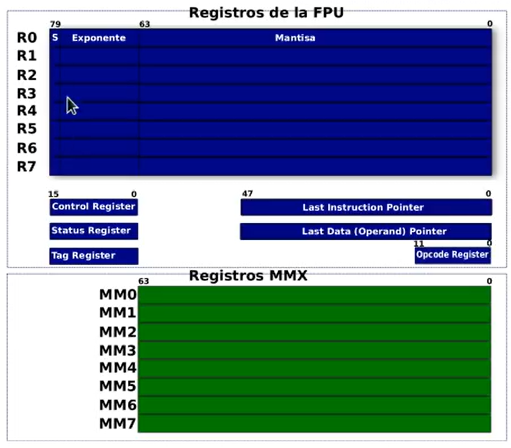 Registros de la FPU
79 63 0
R0 S Exponente Mantisa
R1
R2
R3
R4
R5
R6
R7
15 0 47 0
Control Register Last Instruction Pointer
Status Register Last Data (Operand) Pointer
11 0
Tag Register Opcode Register
Registros MMX
63 0
MM0
MM1
MM2
MM3
MM4
MM5
MM6
MM7